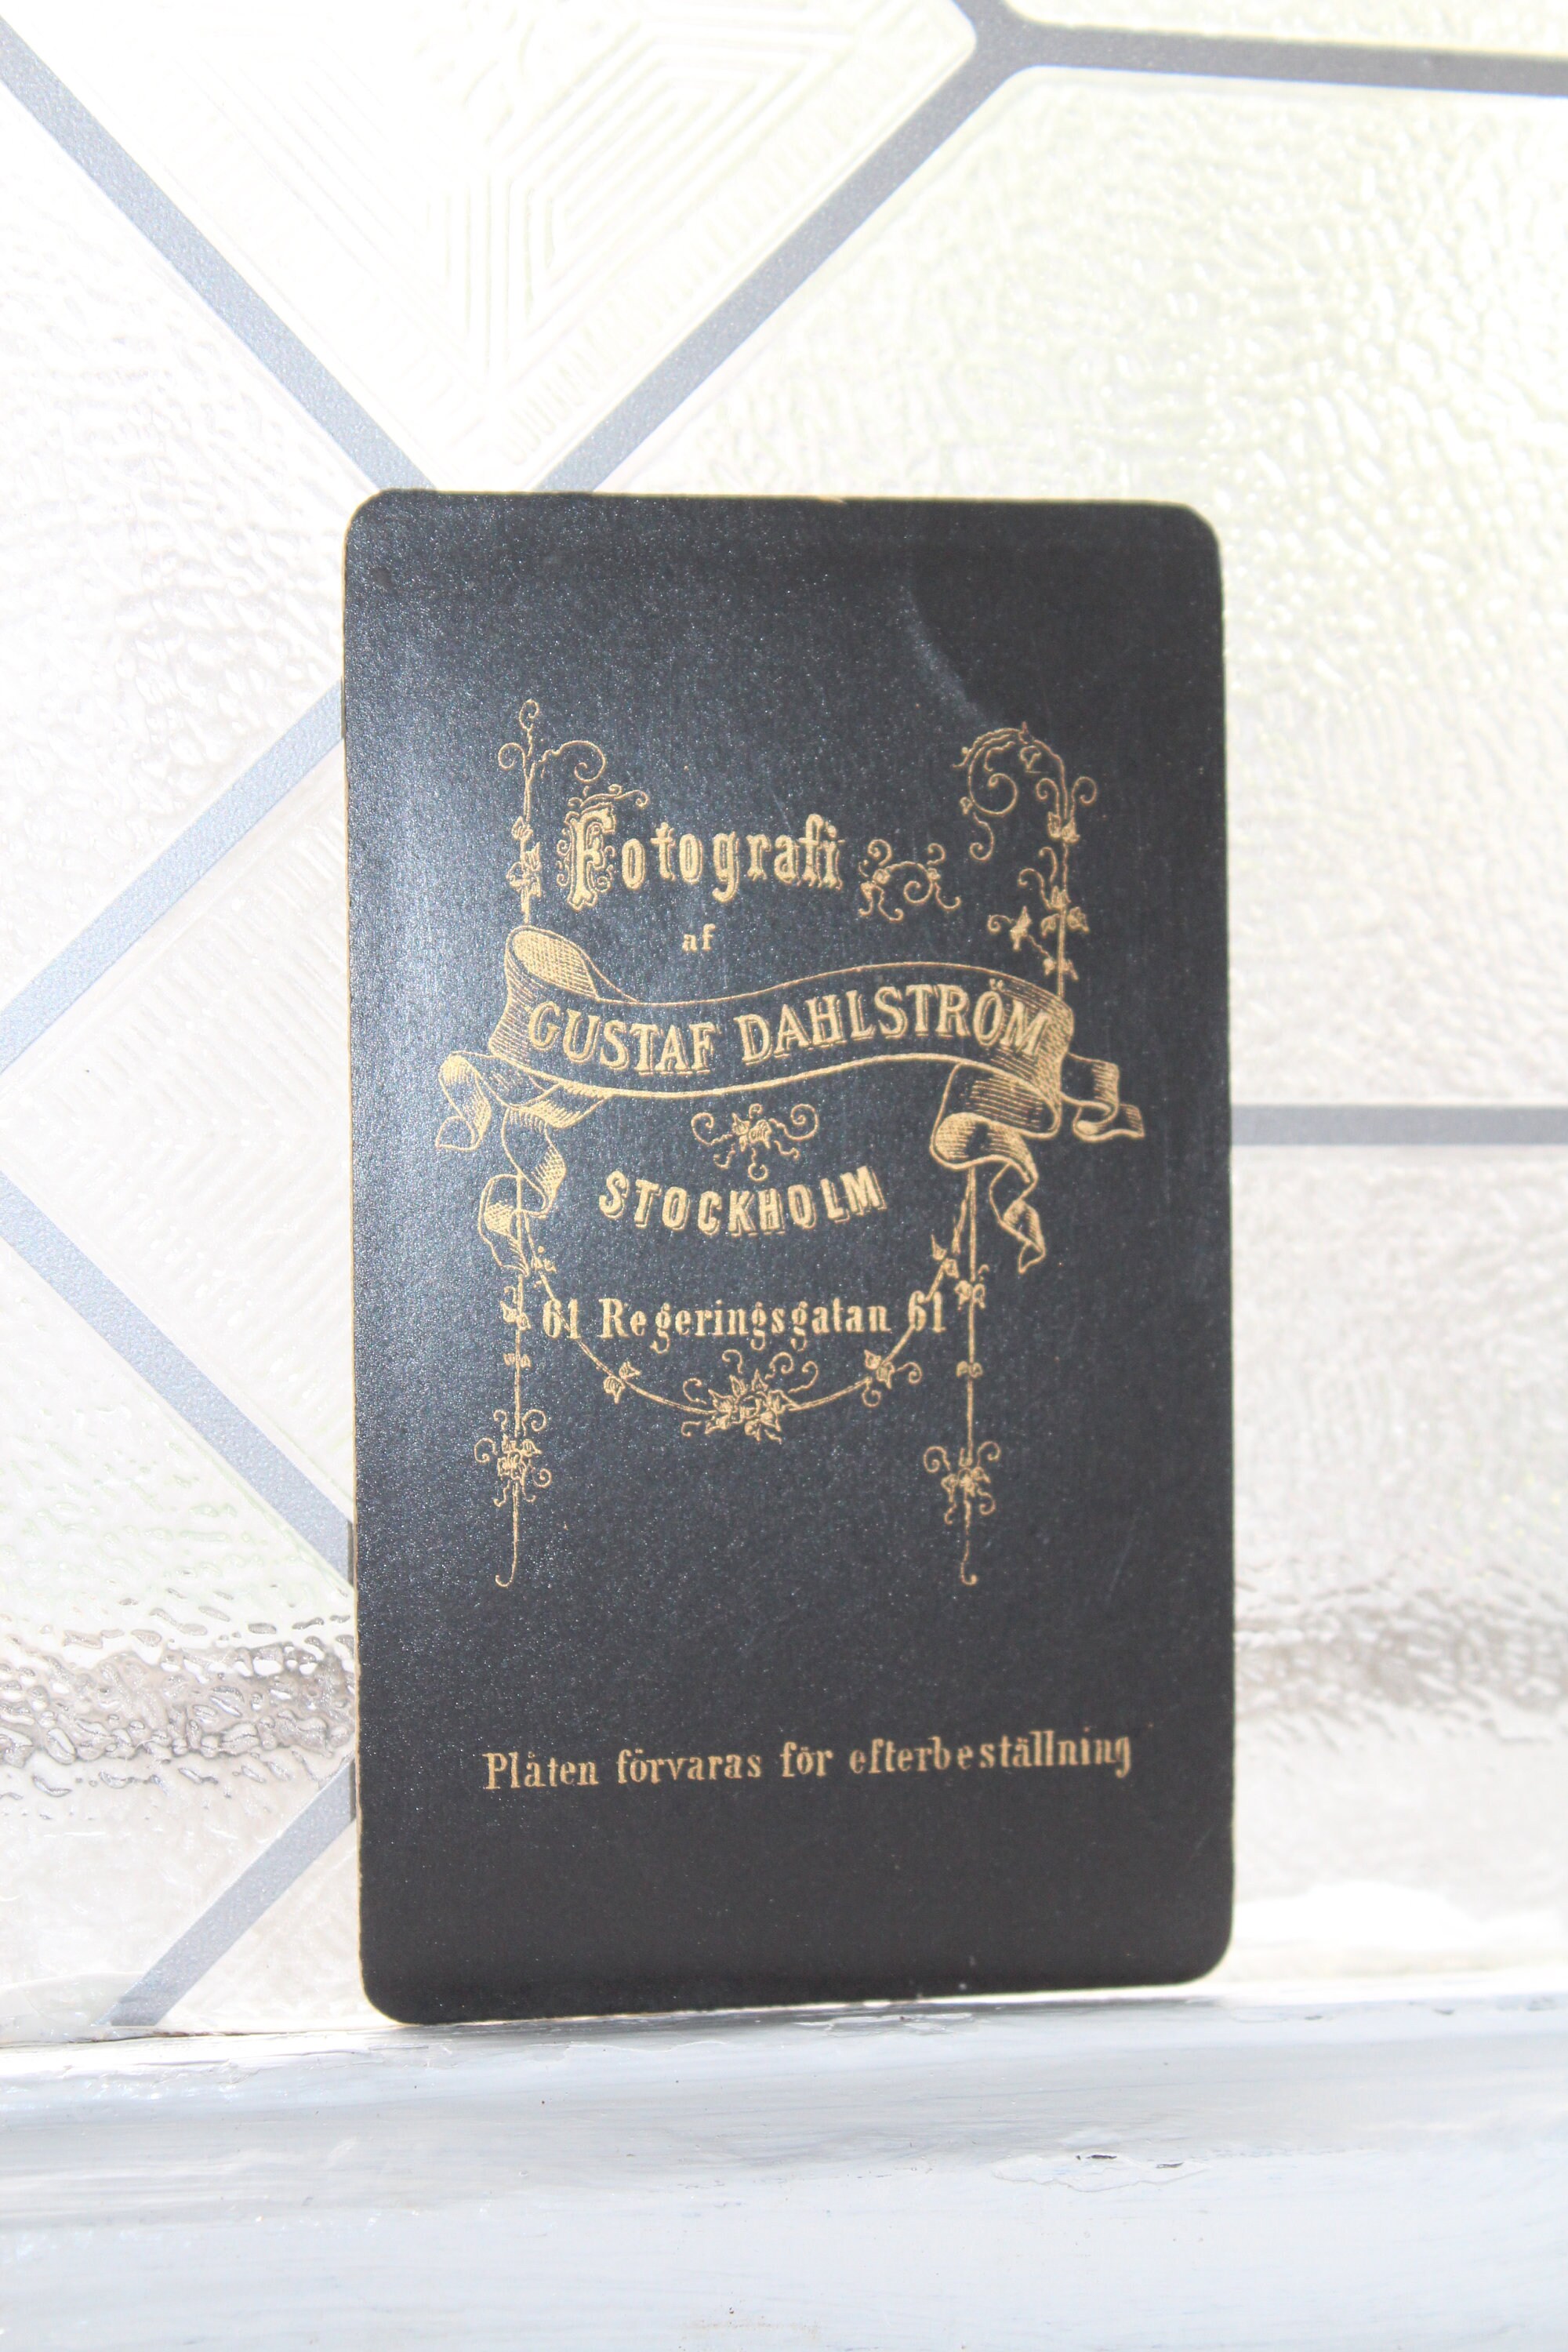 Fotografi
af
GUSTAF DAHLSTRÖM
STOCKHOLM
61 Regeringsgatan 61
Plåten förvaras för efterbeställning